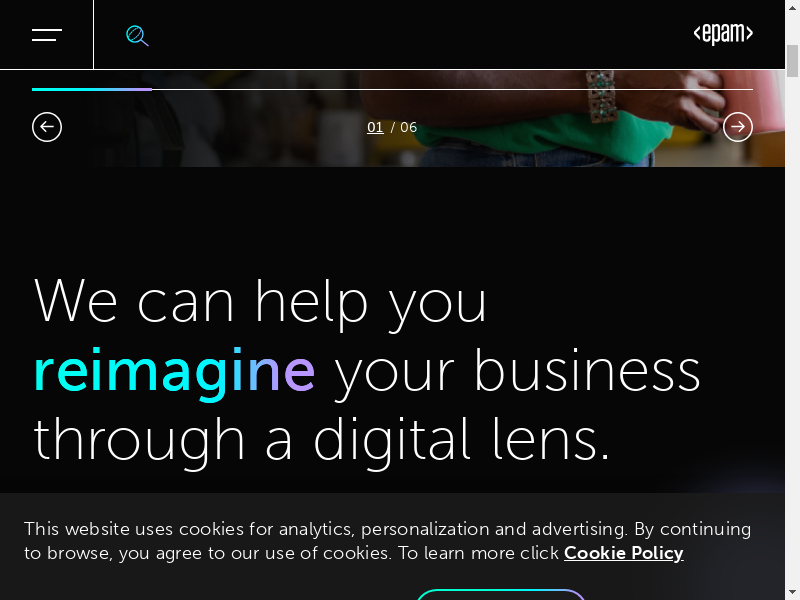 <epam>
01 / 06
We can help you
reimagine your business
through a digital lens.
This website uses cookies for analytics, personalization and advertising. By continuing
to browse, you agree to our use of cookies. To learn more click Cookie Policy